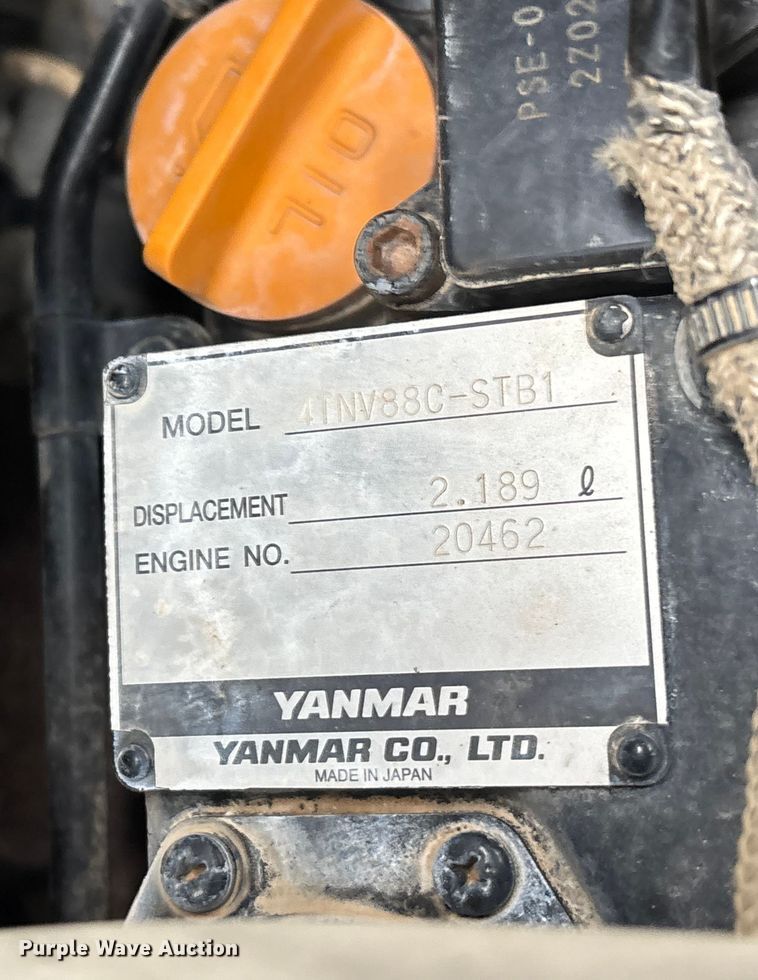 OIL
PSE-0
2Z02
MODEL 4TNV88C-STB1
DISPLACEMENT 2.189 ℓ
ENGINE NO. 20462
YANMAR
YANMAR CO., LTD.
MADE IN JAPAN
Purple Wave Auction